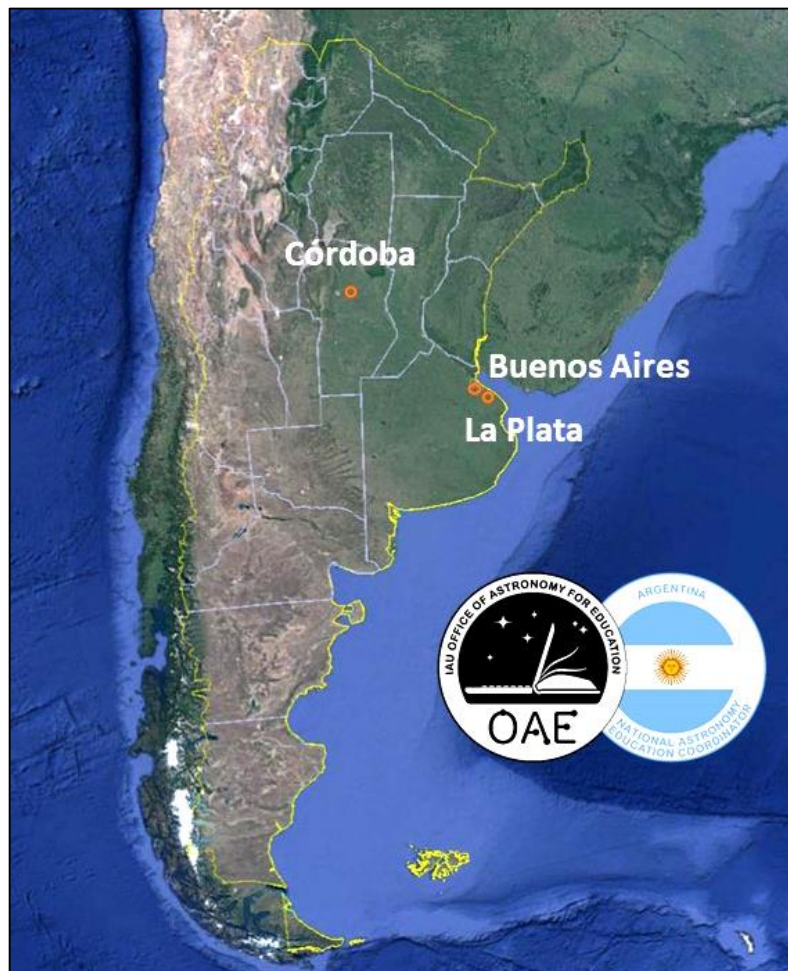 Córdoba
Buenos Aires
La Plata
IAU OFFICE OF ASTRONOMY FOR EDUCATION
OAE
ARGENTINA
NATIONAL ASTRONOMY
EDUCATION COORDINATOR